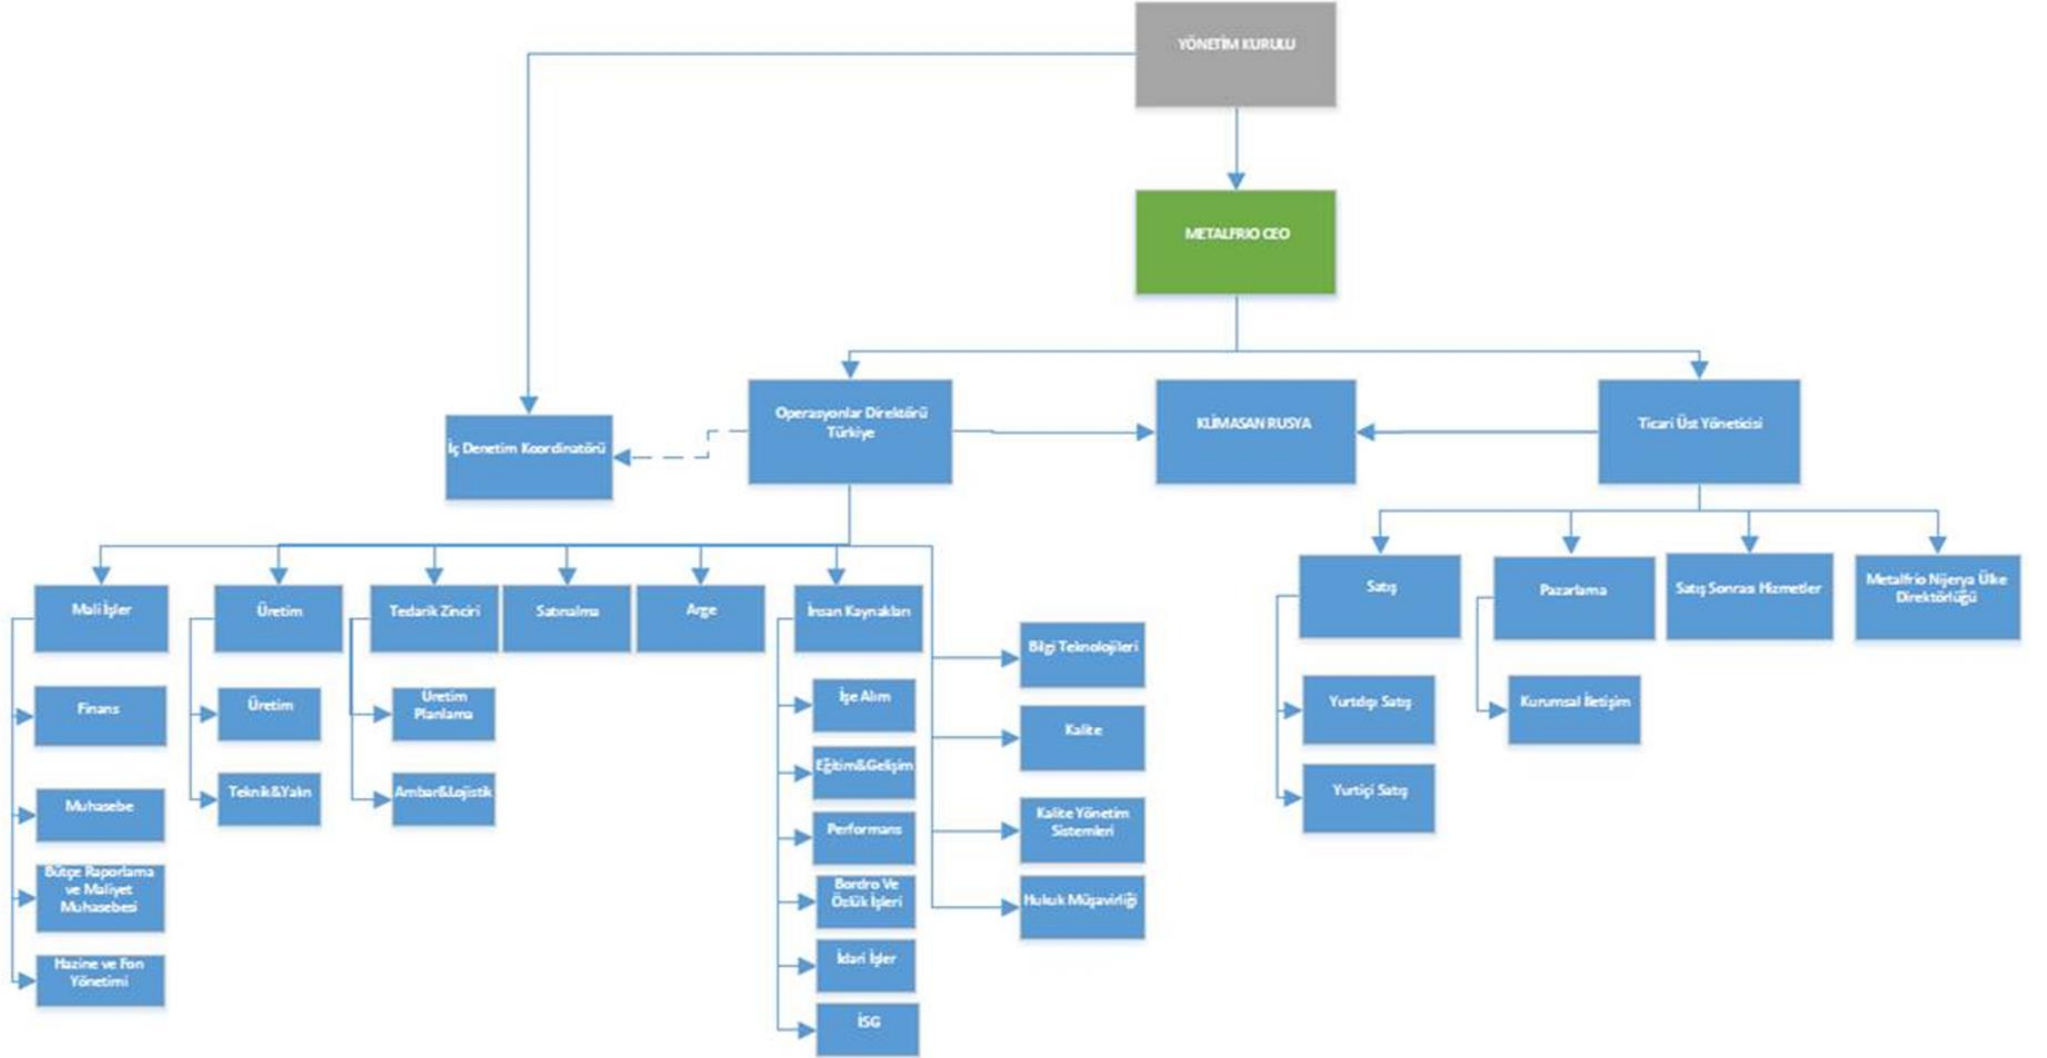 YÖNETİM KURULU
METALFRIO CEO
İç Denetim Koordinatörü
Operasyonlar Direktörü
Türkiye
KLİMASAN RUSYA
Ticari Üst Yöneticisi
Mali İşler
Üretim
Tedarik Zinciri
Satınalma
Arge
İnsan Kaynakları
Satış
Pazarlama
Satış Sonrası Hizmetler
Metalfrio Nijerya Ülke
Direktörlüğü
Finans
Muhasebe
Bütçe Raporlama
ve Maliyet
Muhasebesi
Hazine ve Fon
Yönetimi
Üretim
Teknik&Yalın
Üretim
Planlama
Ambar&Lojistik
İşe Alım
Eğitim&Gelişim
Performans
Bordro Ve
Özlük İşleri
İdari İşler
İSG
Bilgi Teknolojileri
Kalite
Kalite Yönetim
Sistemleri
Hukuk Müşavirliği
Yurtdışı Satış
Yurtiçi Satış
Kurumsal İletişim